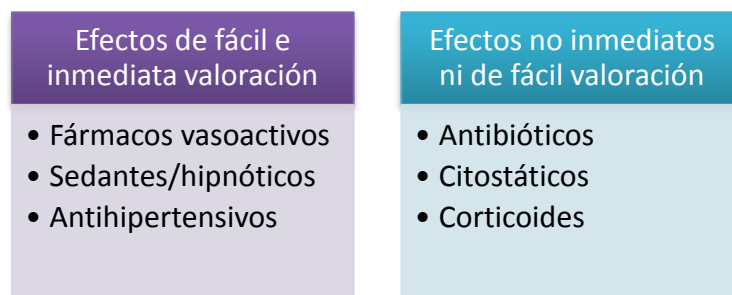 Efectos de fácil e
inmediata valoración
• Fármacos vasoactivos
• Sedantes/hipnóticos
• Antihipertensivos
Efectos no inmediatos
ni de fácil valoración
• Antibióticos
• Citostáticos
• Corticoides